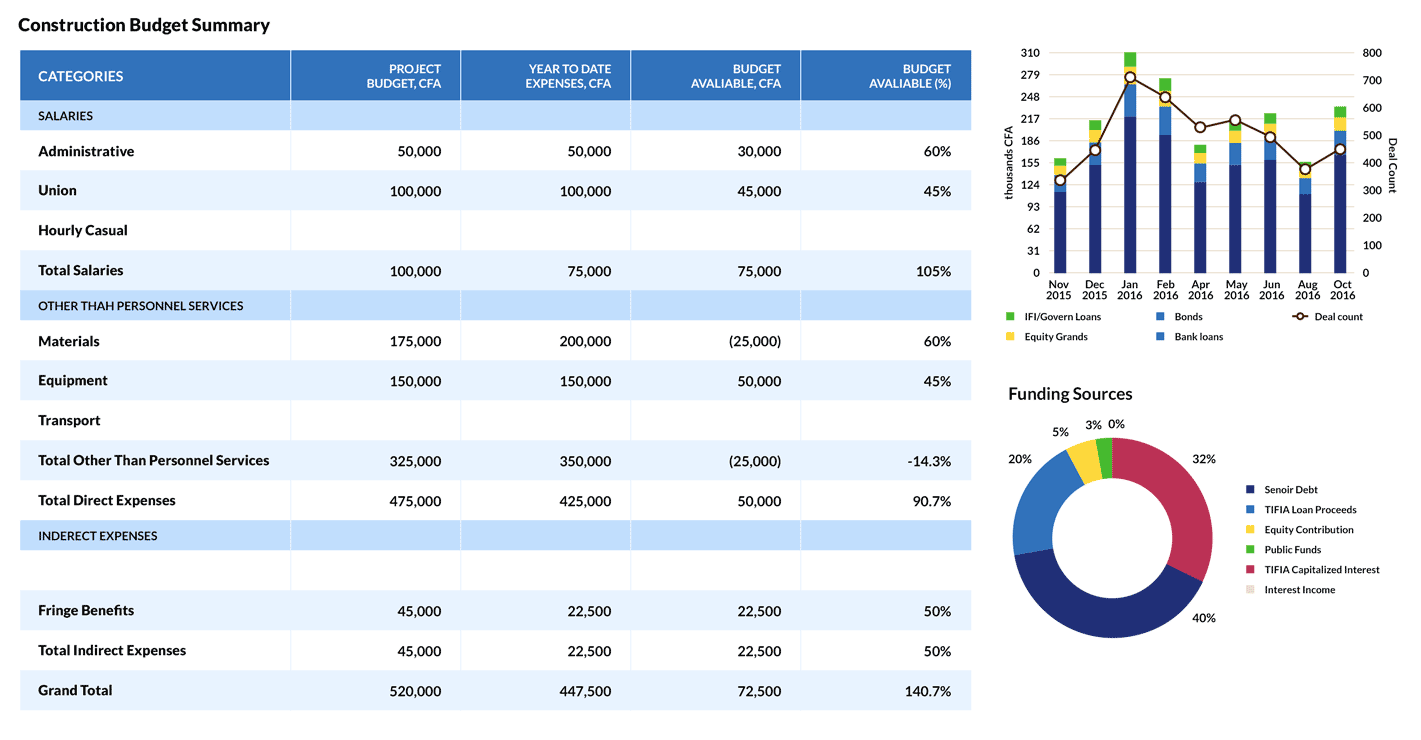 Construction Budget Summary
CATEGORIES
PROJECT
BUDGET, CFA
YEAR TO DATE
EXPENSES, CFA
BUDGET
AVALIABLE, CFA
BUDGET
AVALIABLE (%)
SALARIES
Administrative 50,000 50,000 30,000 60%
Union 100,000 100,000 45,000 45%
Hourly Casual
Total Salaries 100,000 75,000 75,000 105%
OTHER THAH PERSONNEL SERVICES
Materials 175,000 200,000 (25,000) 60%
Equipment 150,000 150,000 50,000 45%
Transport
Total Other Than Personnel Services 325,000 350,000 (25,000) -14.3%
Total Direct Expenses 475,000 425,000 50,000 90.7%
INDERECT EXPENSES
Fringe Benefits 45,000 22,500 22,500 50%
Total Indirect Expenses 45,000 22,500 22,500 50%
Grand Total 520,000 447,500 72,500 140.7%
thousands CFA
310
279
248
217
186
155
124
93
62
31
0
800
700
600
500
400
300
200
100
0
Deal Count
Nov Dec Jan Feb Apr May Jun Aug Oct
2015 2015 2016 2016 2016 2016 2016 2016 2016
IFI/Govern Loans Bonds Deal count
Equity Grands Bank loans
Funding Sources
5% 3% 0%
20% 32%
40%
Senoir Debt
TIFIA Loan Proceeds
Equity Contribution
Public Funds
TIFIA Capitalized Interest
Interest Income